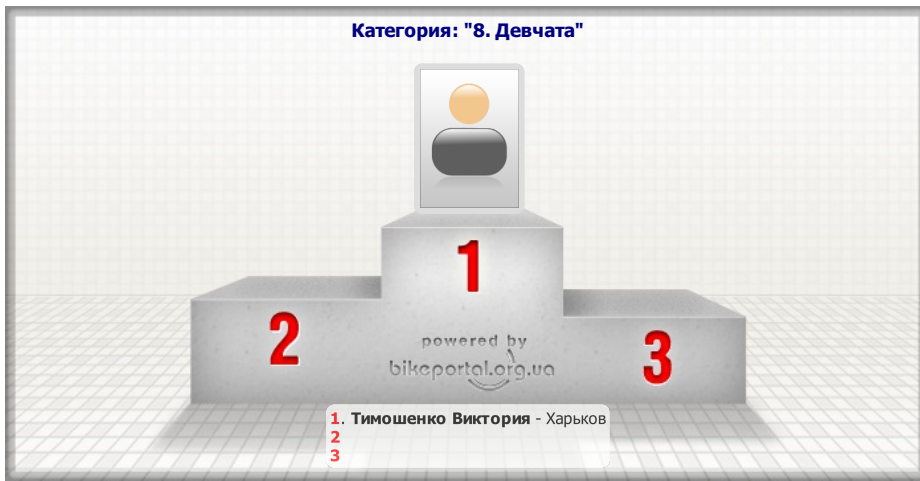 Категория: "8. Девчата"
1
2
3
powered by
bikeportal.org.ua
1. Тимошенко Виктория - Харьков
2
3